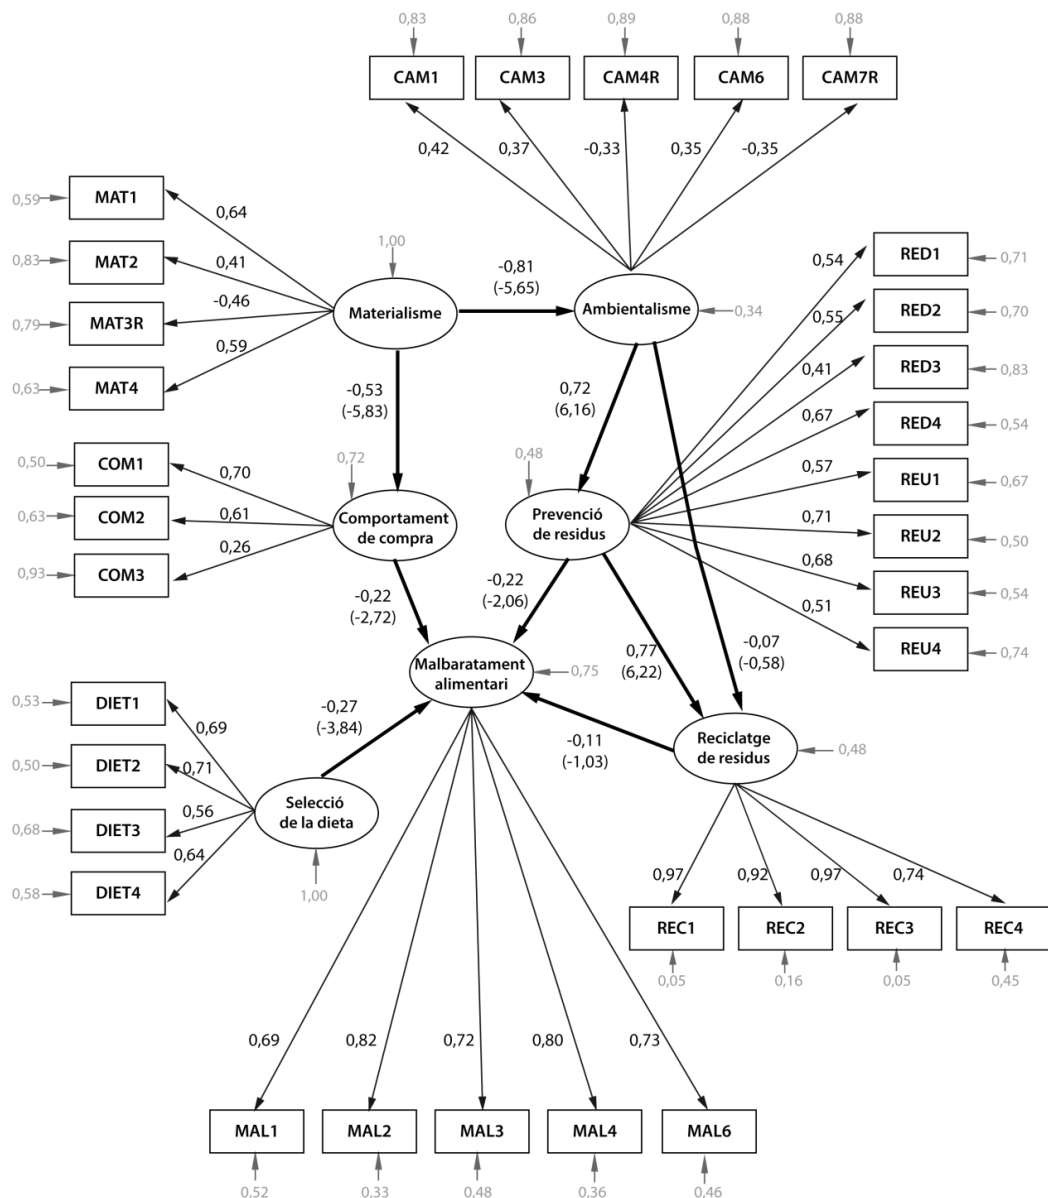 0,83
0,86
0,89
0,88
0,88
CAM1
CAM3
CAM4R
CAM6
CAM7R
0,42
0,37
-0,33
0,35
-0,35
0,59
MAT1
0,64
0,83
MAT2
0,41
0,79
MAT3R
-0,46
0,63
MAT4
0,59
1,00
Materialisme
-0,81
(-5,65)
Ambientalisme
0,34
0,54
RED1
0,71
0,55
RED2
0,70
0,41
RED3
0,83
0,67
RED4
0,54
0,57
REU1
0,67
0,71
REU2
0,50
0,68
REU3
0,54
0,51
REU4
0,74
-0,53
(-5,83)
0,72
(6,16)
0,50
COM1
0,70
0,63
COM2
0,61
0,93
COM3
0,26
0,72
Comportament
de compra
0,48
Prevenció
de residus
-0,22
(-2,72)
-0,22
(-2,06)
0,77
(6,22)
-0,07
(-0,58)
Malbaratament
alimentari
0,75
0,53
DIET1
0,69
0,50
DIET2
0,71
0,68
DIET3
0,56
0,58
DIET4
0,64
-0,27
(-3,84)
-0,11
(-1,03)
Reciclatge
de residus
0,48
Selecció
de la dieta
1,00
0,97
0,92
0,97
0,74
REC1
REC2
REC3
REC4
0,05
0,16
0,05
0,45
0,69
0,82
0,72
0,80
0,73
MAL1
MAL2
MAL3
MAL4
MAL6
0,52
0,33
0,48
0,36
0,46